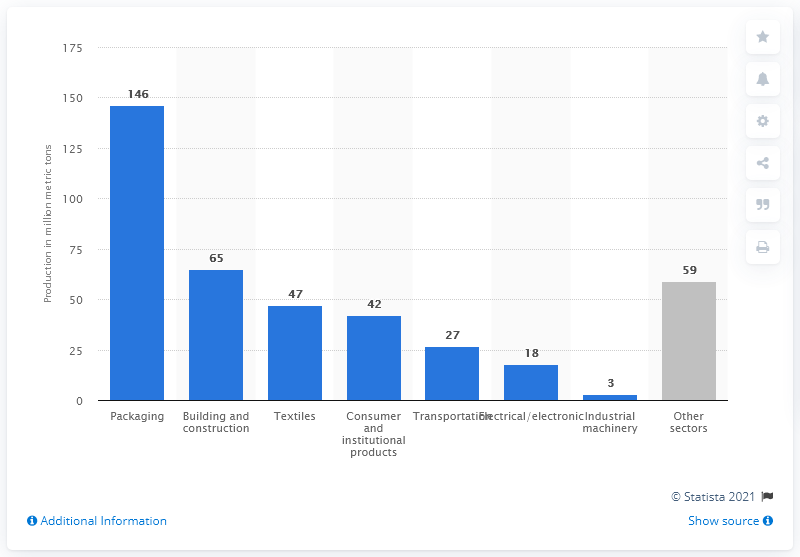 175
150
125
100
75
50
25
0
Production in million metric tons
146
65
47
42
27
18
3
59
Packaging
Building and
construction
Textiles
Consumer
and
institutional
products
Transportation
Electrical/electronic
Industrial
machinery
Other
sectors
© Statista 2021
Additional Information
Show source